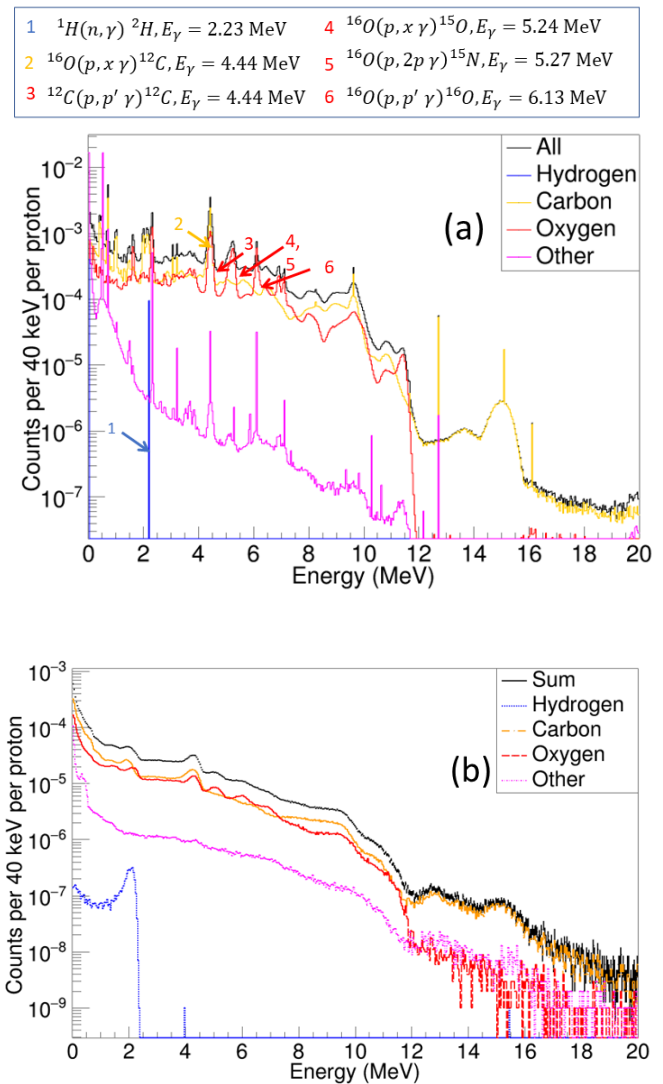 1 ¹H(n, γ) ²H, Eγ = 2.23 MeV 4 ¹⁶O(p, x γ)¹⁵O, Eγ = 5.24 MeV
2 ¹⁶O(p, x γ)¹²C, Eγ = 4.44 MeV 5 ¹⁶O(p, 2p γ)¹⁵N, Eγ = 5.27 MeV
3 ¹²C(p, p′ γ)¹²C, Eγ = 4.44 MeV 6 ¹⁶O(p, p′ γ)¹⁶O, Eγ = 6.13 MeV
Counts per 40 keV per proton
10⁻²
10⁻³
10⁻⁴
10⁻⁵
10⁻⁶
10⁻⁷
All
Hydrogen
Carbon
Oxygen
Other
(a)
2
3
4,
5
6
1
0 2 4 6 8 10 12 14 16 18 20
Energy (MeV)
Counts per 40 keV per proton
10⁻³
10⁻⁴
10⁻⁵
10⁻⁶
10⁻⁷
10⁻⁸
10⁻⁹
Sum
Hydrogen
Carbon
Oxygen
Other
(b)
0 2 4 6 8 10 12 14 16 18 20
Energy (MeV)